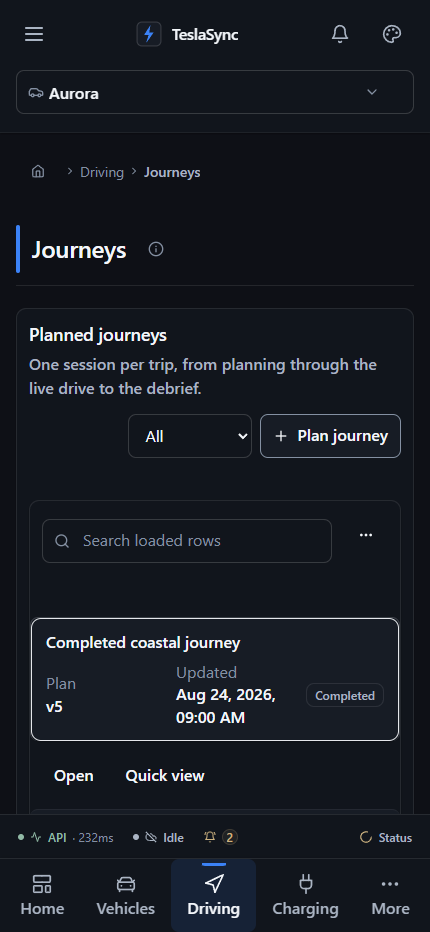 TeslaSync
Aurora
Driving
Journeys
Journeys
Planned journeys
One session per trip, from planning through the
live drive to the debrief.
All
Plan journey
Search loaded rows
Completed coastal journey
Plan
v5
Updated
Aug 24, 2026,
09:00 AM
Completed
Open
Quick view
API · 232ms
Idle
2
Status
Home
Vehicles
Driving
Charging
More